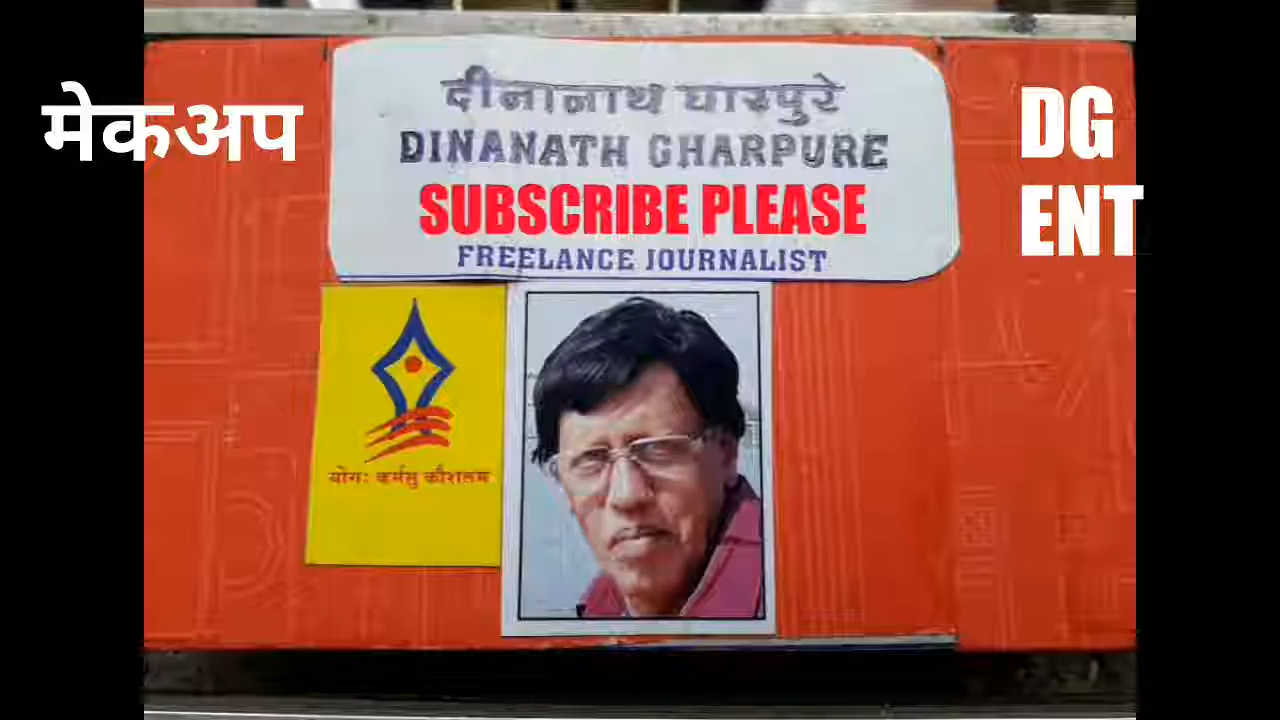 मेकअप
DG
ENT
दीनानाथ घारपुरे
DINANATH GHARPURE
SUBSCRIBE PLEASE
FREELANCE JOURNALIST
योगः कर्मसु कौशलम